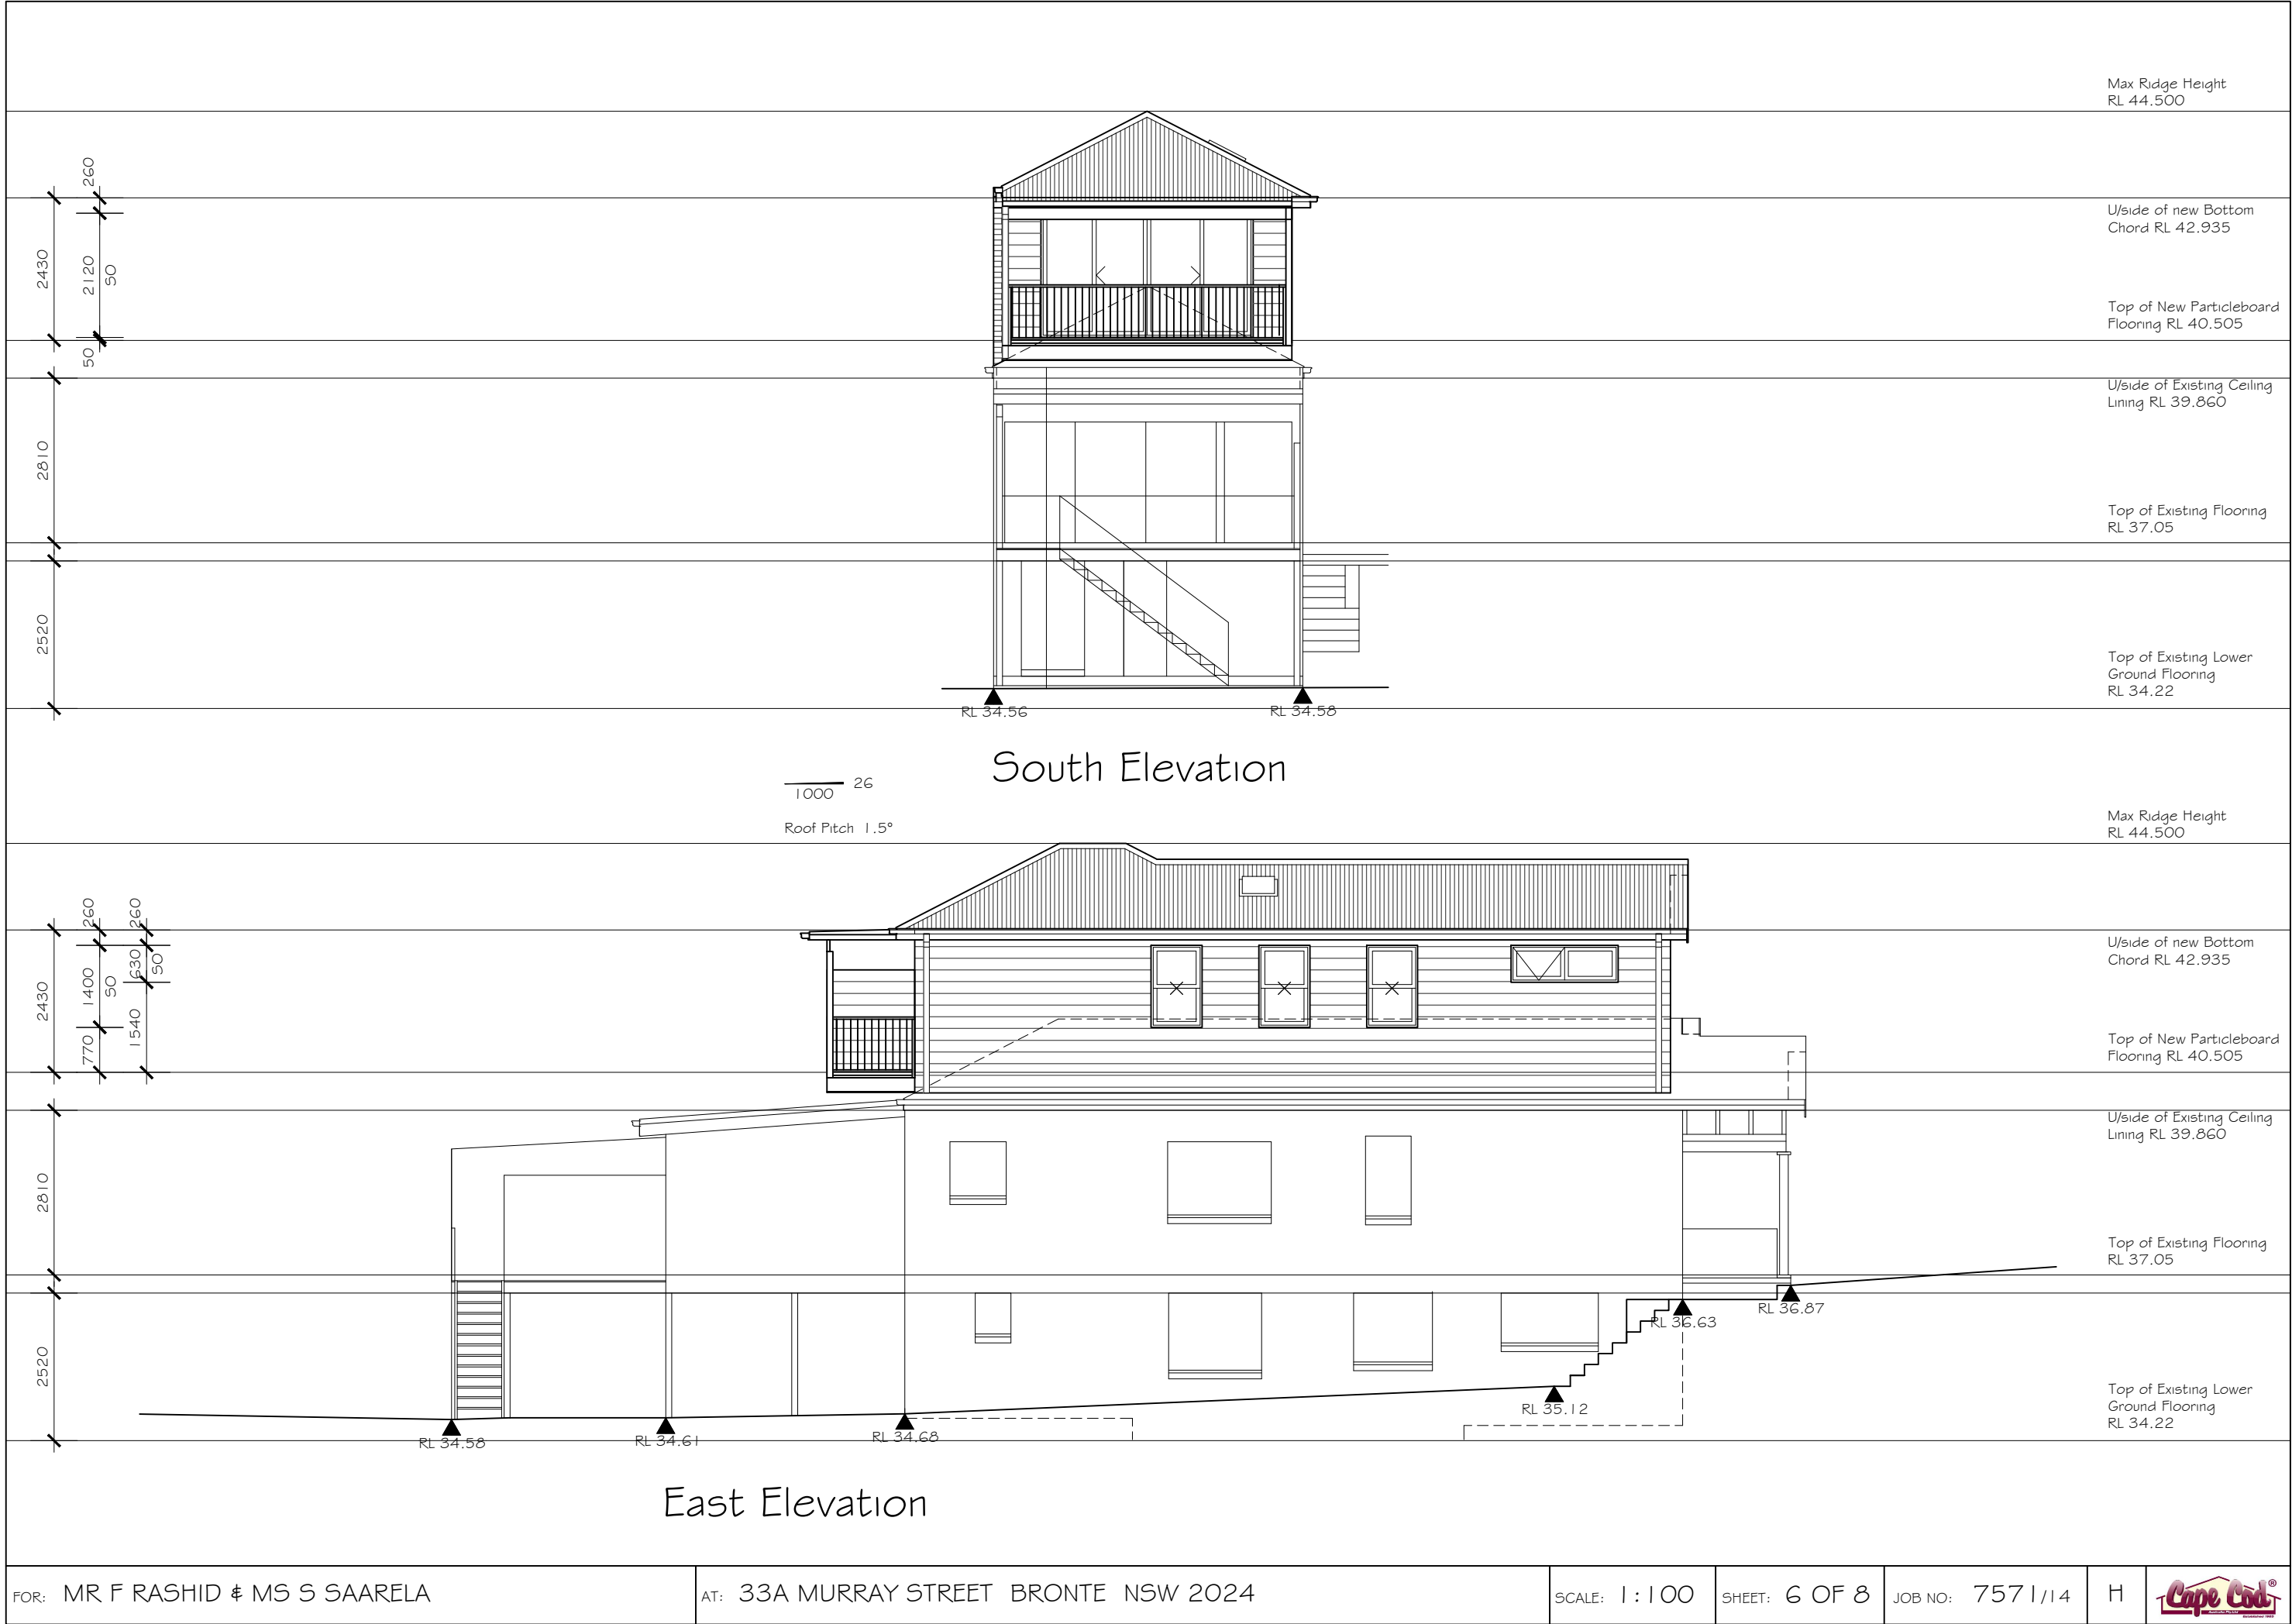 Max Ridge Height
RL 44.500
260
U/side of new Bottom
Chord RL 42.935
2430
2120
50
Top of New Particleboard
Flooring RL 40.505
50
U/side of Existing Ceiling
Lining RL 39.860
2810
Top of Existing Flooring
RL 37.05
2520
Top of Existing Lower
Ground Flooring
RL 34.22
RL 34.56
RL 34.58
South Elevation
26
1000
Roof Pitch 1.5°
Max Ridge Height
RL 44.500
260
260
U/side of new Bottom
Chord RL 42.935
2430
1400
50
630
50
770
1540
Top of New Particleboard
Flooring RL 40.505
U/side of Existing Ceiling
Lining RL 39.860
2810
Top of Existing Flooring
RL 37.05
RL 36.87
RL 36.63
2520
Top of Existing Lower
Ground Flooring
RL 34.22
RL 35.12
RL 34.58
RL 34.61
RL 34.68
East Elevation
FOR: MR F RASHID & MS S SAARELA
AT: 33A MURRAY STREET BRONTE NSW 2024
SCALE: 1:100
SHEET: 6 OF 8
JOB NO: 7571/14
H
Cape Cod®